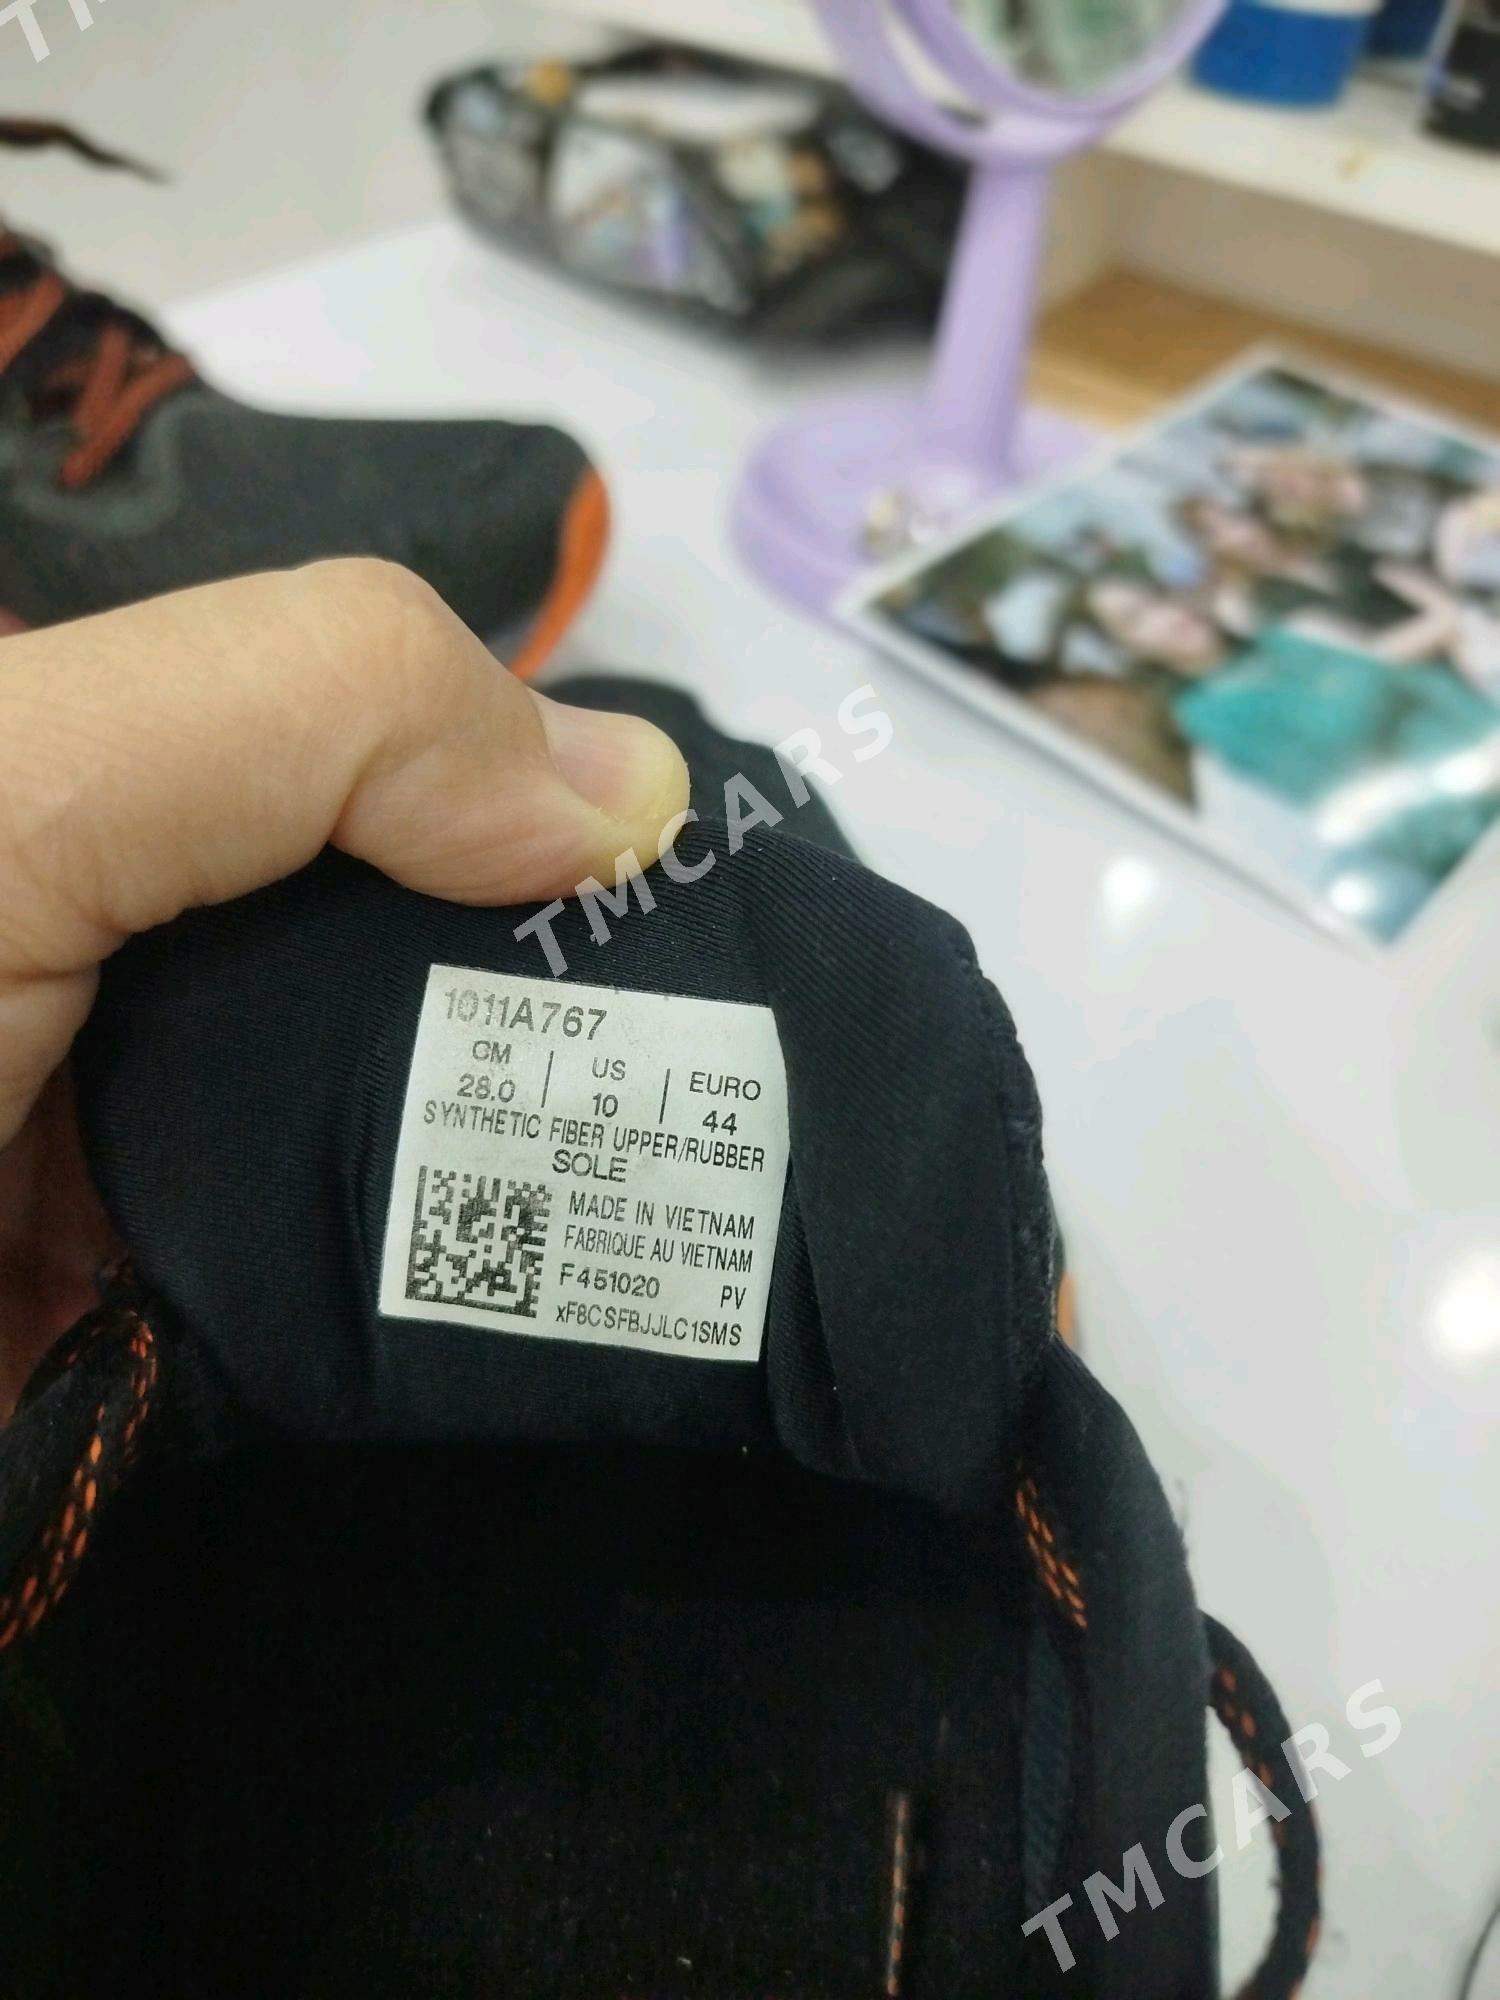 TMCARS
1011A767
CM | US | EURO
28.0 | 10 | 44
SYNTHETIC FIBER UPPER/RUBBER
SOLE
MADE IN VIETNAM
FABRIQUE AU VIETNAM
F451020 PV
xF8CSFBJJLC1SMS
TMCARS